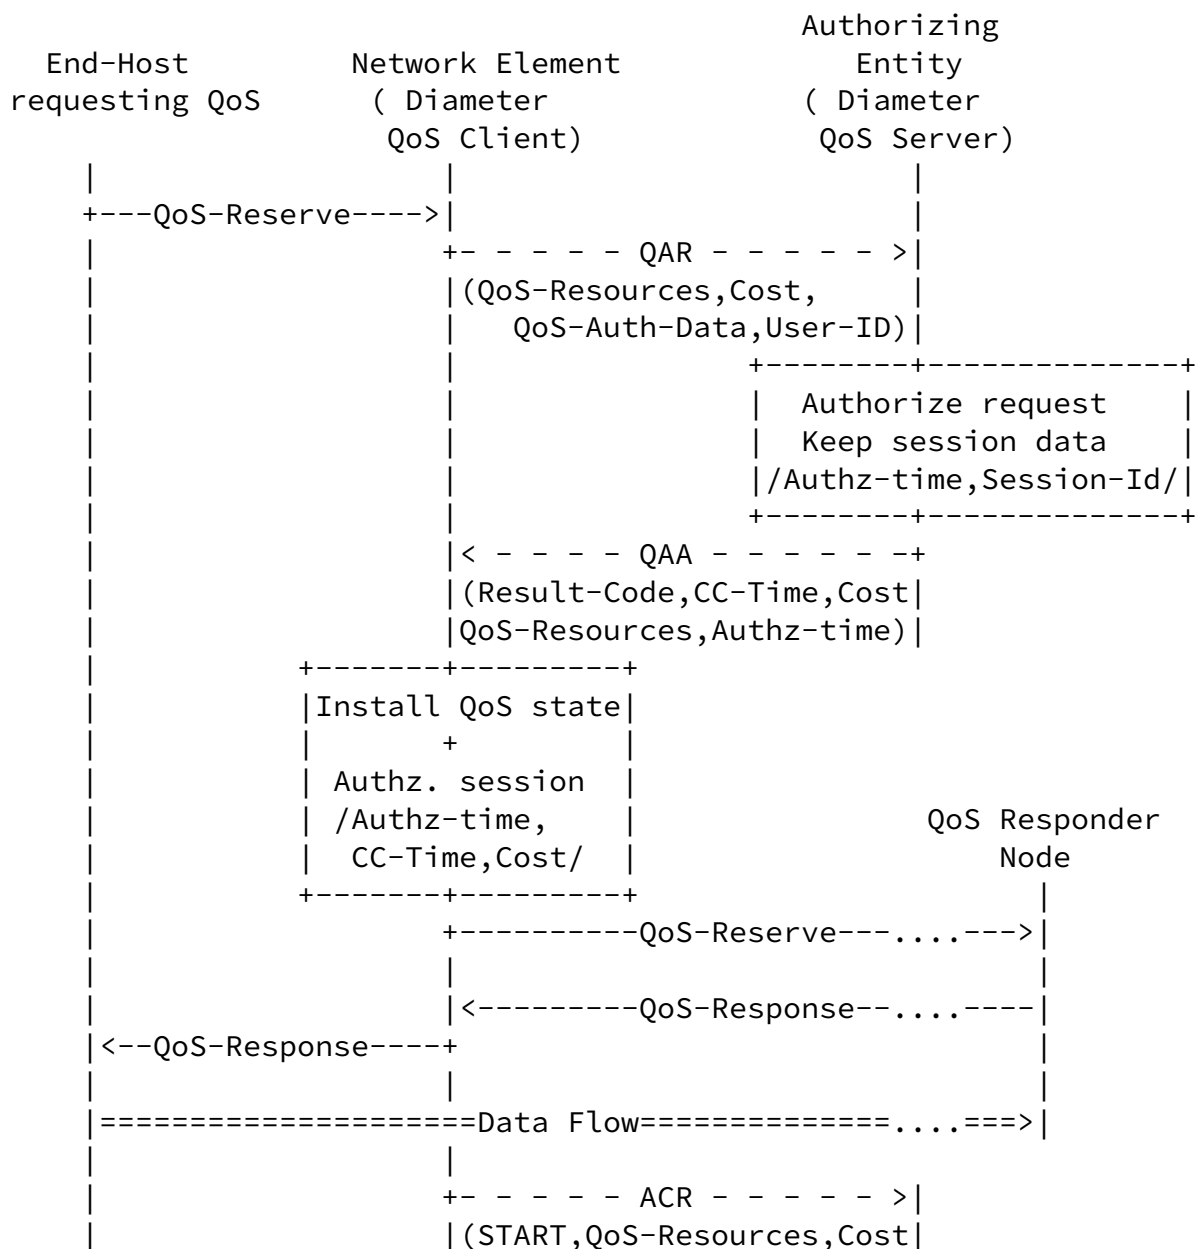 Authorizing
  End-Host         Network Element             Entity
requesting QoS      ( Diameter              ( Diameter
                     QoS Client)             QoS Server)
    |                   |                         |
    +---QoS-Reserve---->|                         |
    |                   +- - - - - QAR - - - - - >|
    |                   |(QoS-Resources,Cost,     |
    |                   |   QoS-Auth-Data,User-ID)|
    |                   |                +--------+--------------+
    |                   |                |  Authorize request    |
    |                   |                |  Keep session data    |
    |                   |                |/Authz-time,Session-Id/|
    |                   |                +--------+--------------+
    |                   |< - - - - QAA - - - - - -+
    |                   |(Result-Code,CC-Time,Cost|
    |                   |QoS-Resources,Authz-time)|
    |           +-------+---------+
    |           |Install QoS state|
    |           |       +         |
    |           | Authz. session  |
    |           | /Authz-time,    |                QoS Responder
    |           |  CC-Time,Cost/  |                    Node
    |           +-------+---------+                      |
    |                   +----------QoS-Reserve---....--->|
    |                   |                                |
    |                   |<---------QoS-Response--....----|
    |<--QoS-Response----+                                |
    |                   |                                |
    |=====================Data Flow==============....===>|
    |                   |
    |                   +- - - - - ACR - - - - - >|
    |                   |(START,QoS-Resources,Cost|